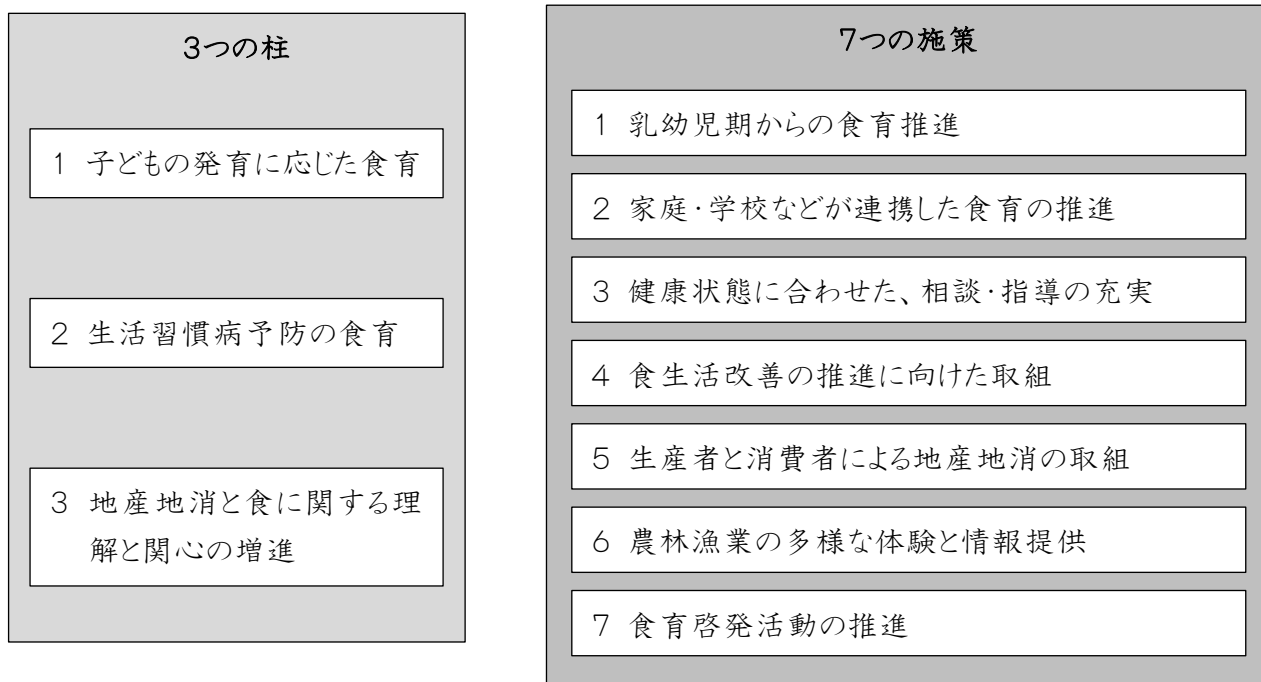 3つの柱
1 子どもの発育に応じた食育
2 生活習慣病予防の食育
3 地産地消と食に関する理
解と関心の増進
7つの施策
1 乳幼児期からの食育推進
2 家庭・学校などが連携した食育の推進
3 健康状態に合わせた、相談・指導の充実
4 食生活改善の推進に向けた取組
5 生産者と消費者による地産地消の取組
6 農林漁業の多様な体験と情報提供
7 食育啓発活動の推進